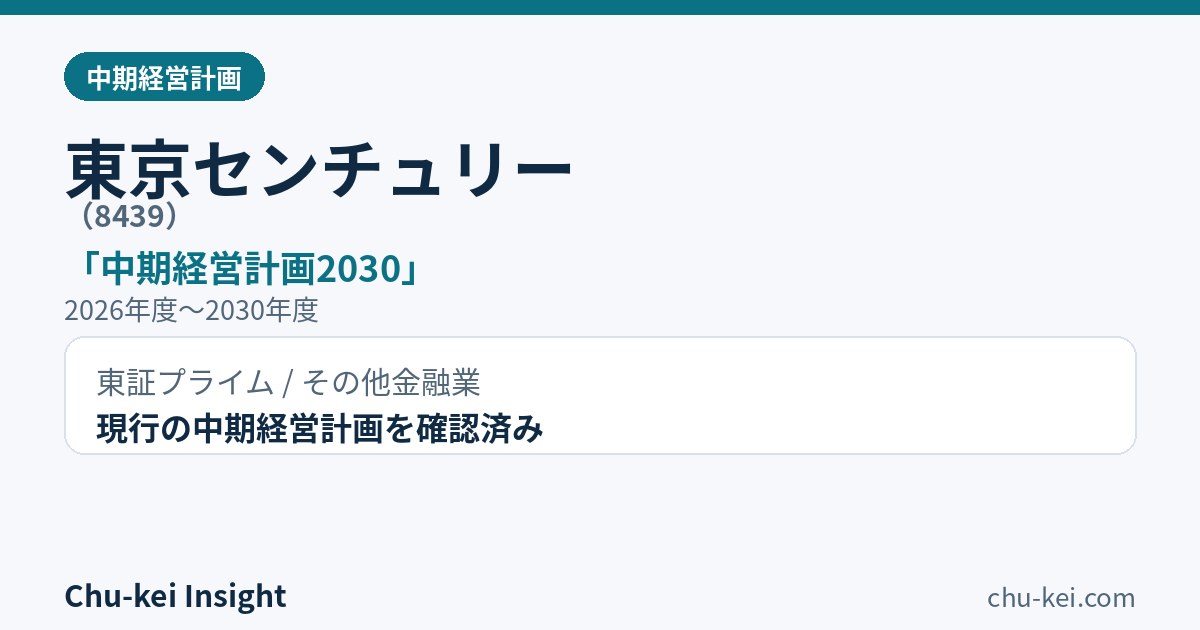 中期経営計画
東京センチュリー
（8439）
「中期経営計画2030」
2026年度～2030年度
東証プライム / その他金融業
現行の中期経営計画を確認済み
Chu-kei Insight
chu-kei.com